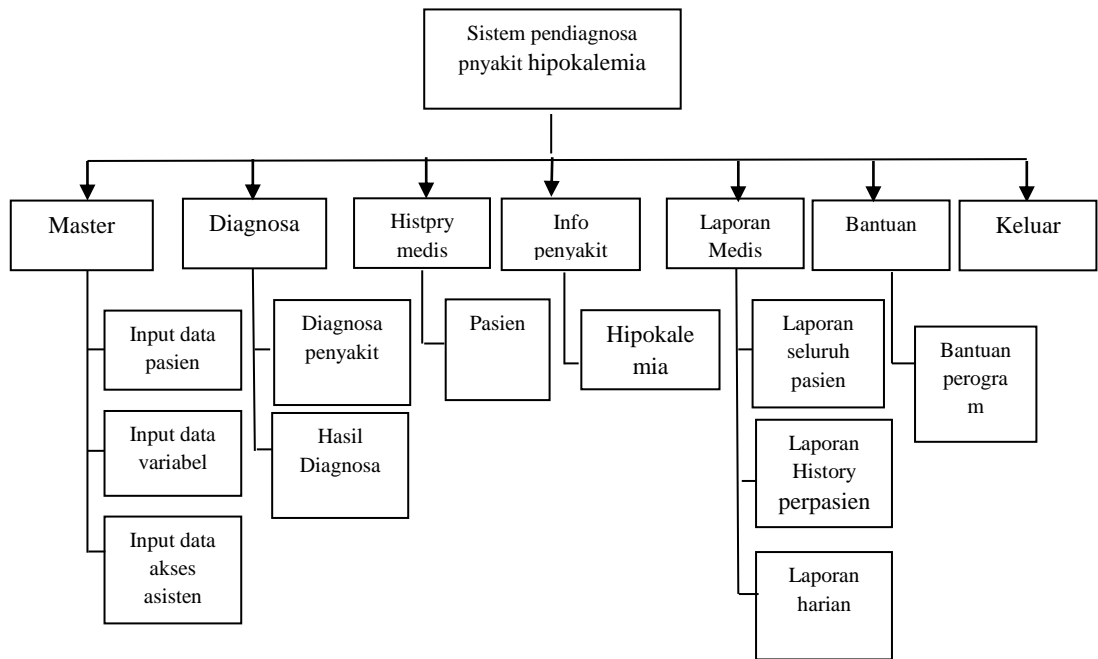 Sistem pendiagnosa
pnyakit hipokalemia
Master
Diagnosa
Histpry
medis
Info
penyakit
Laporan
Medis
Bantuan
Keluar
Input data
pasien
Input data
variabel
Input data
akses
asisten
Diagnosa
penyakit
Hasil
Diagnosa
Pasien
Hipokale
mia
Laporan
seluruh
pasien
Laporan
History
perpasien
Laporan
harian
Bantuan
perogra
m